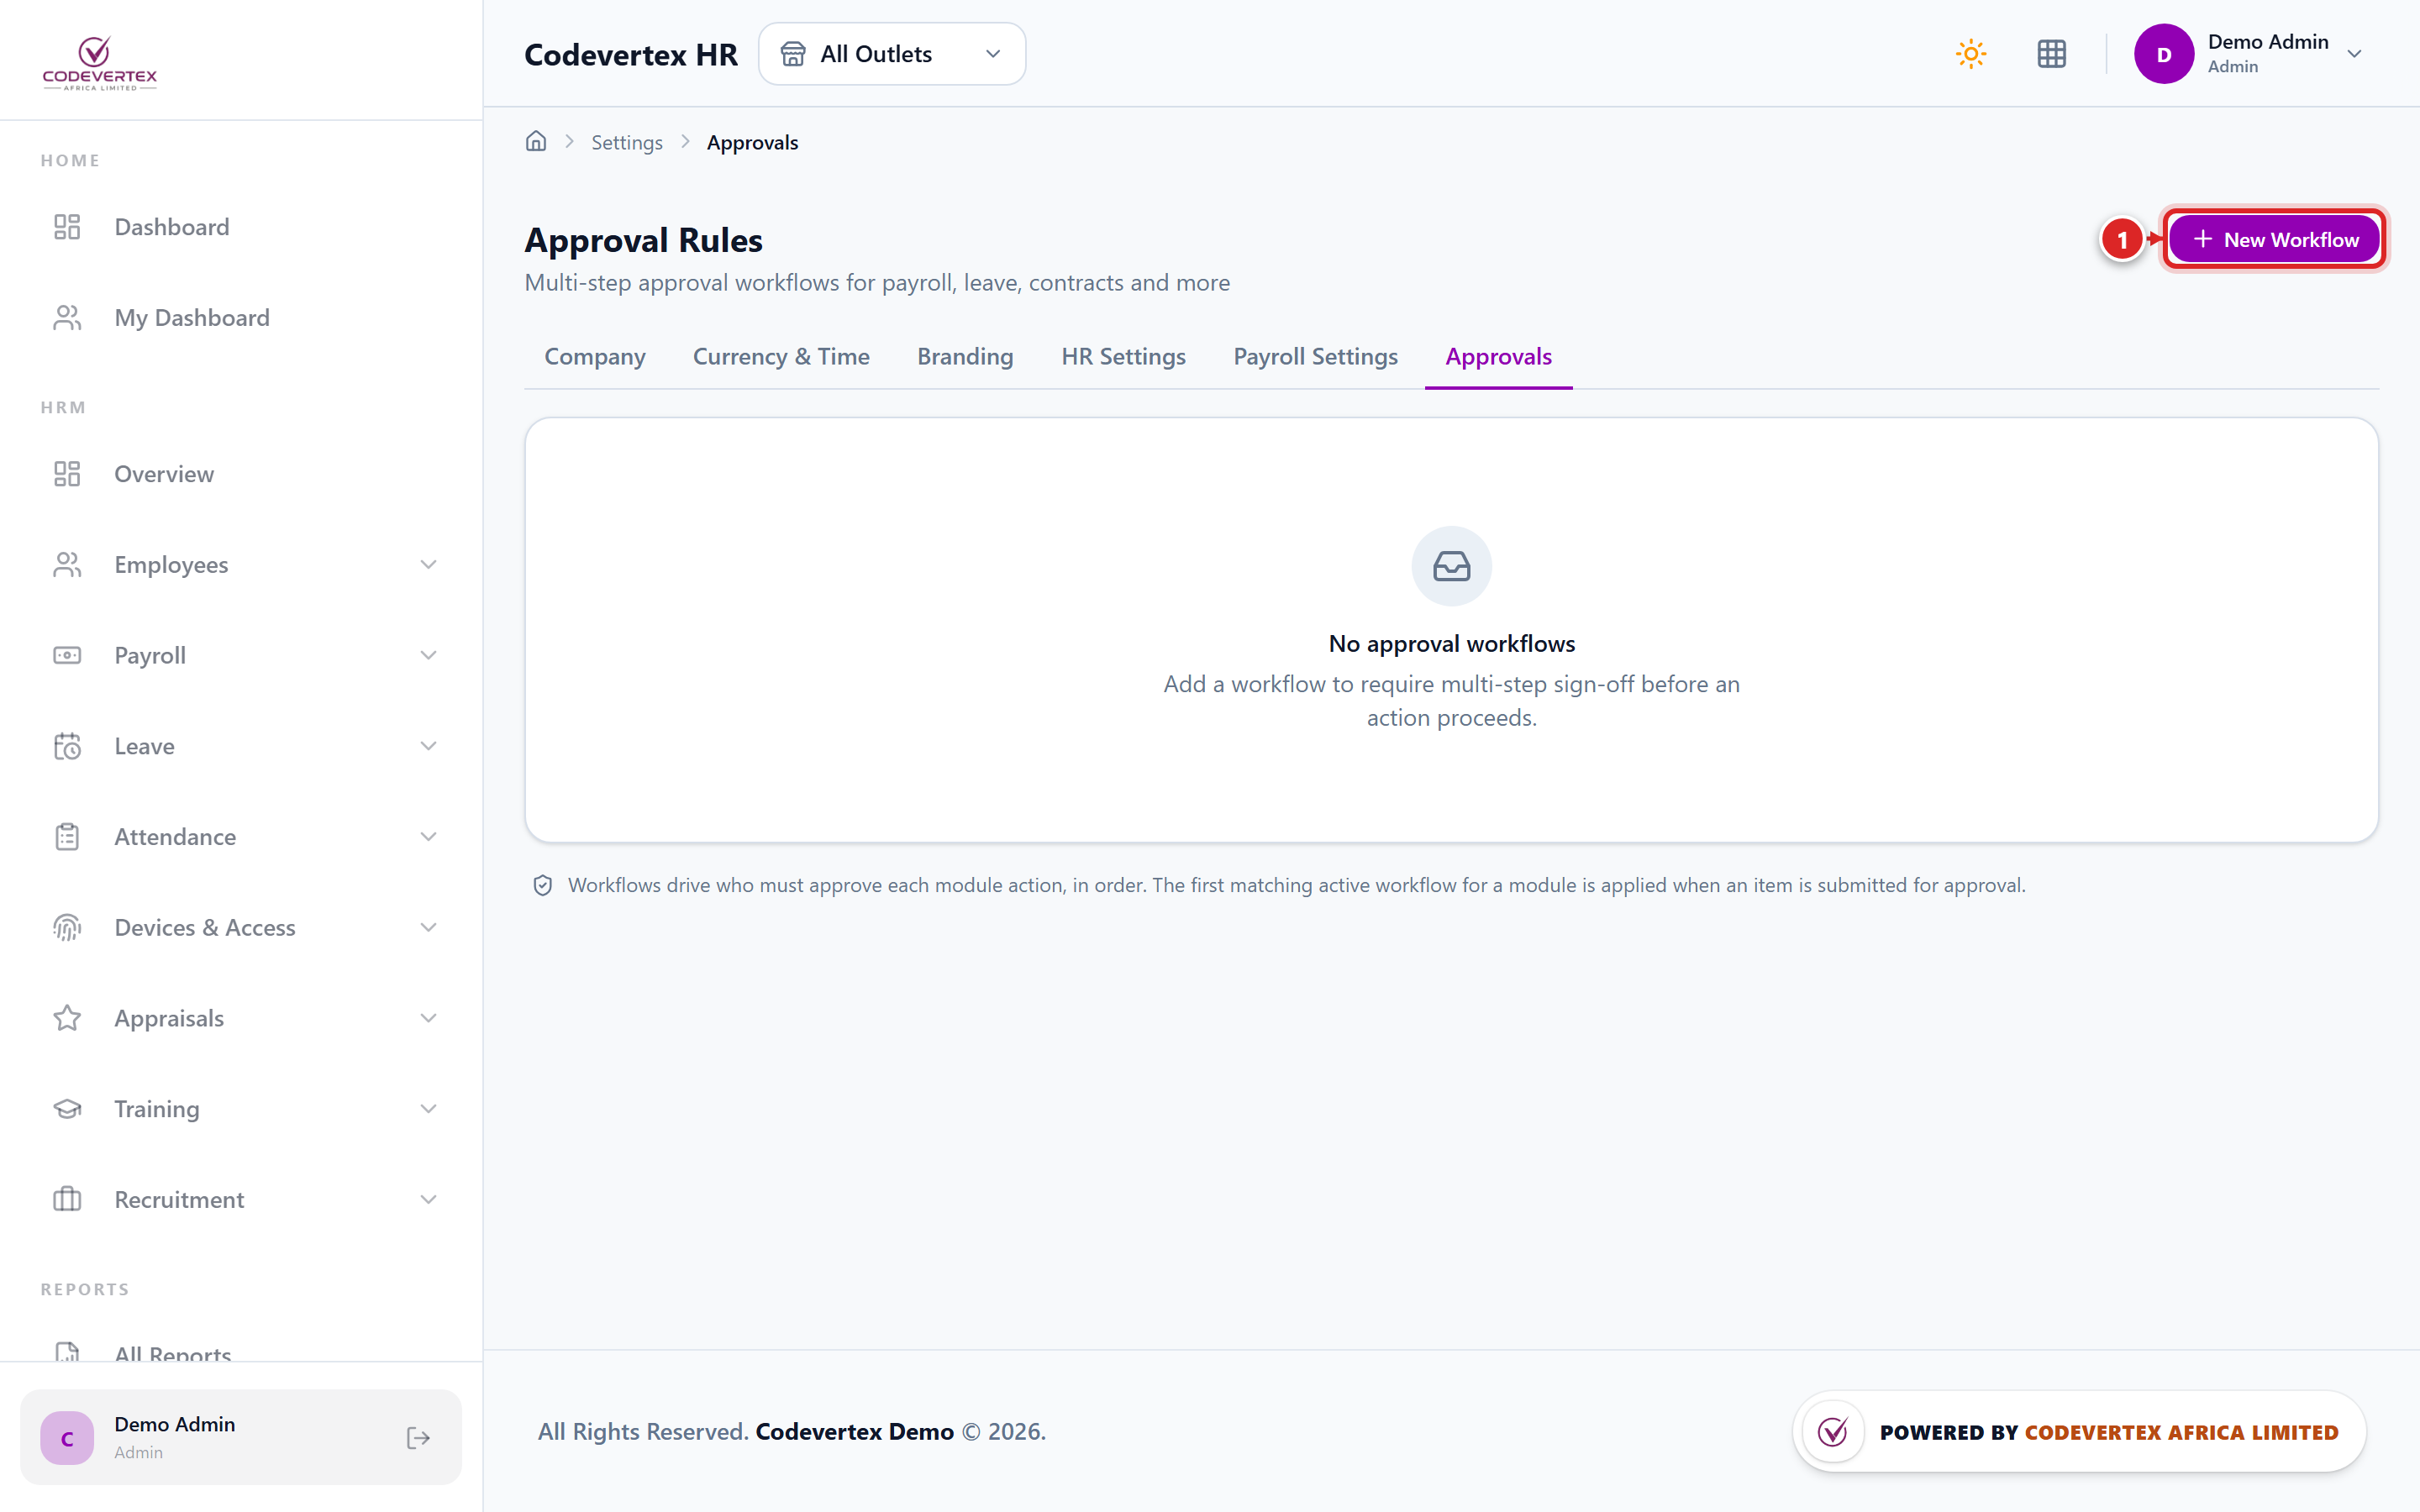 CODEVERTEX
AFRICA LIMITED
HOME
Dashboard
My Dashboard
HRM
Overview
Employees
Payroll
Leave
Attendance
Devices & Access
Appraisals
Training
Recruitment
REPORTS
All Reports
C
Demo Admin
Admin
Codevertex HR
All Outlets
D
Demo Admin
Admin
Settings
Approvals
Approval Rules
Multi-step approval workflows for payroll, leave, contracts and more
1
New Workflow
Company
Currency & Time
Branding
HR Settings
Payroll Settings
Approvals
No approval workflows
Add a workflow to require multi-step sign-off before an
action proceeds.
Workflows drive who must approve each module action, in order. The first matching active workflow for a module is applied when an item is submitted for approval.
All Rights Reserved. Codevertex Demo © 2026.
POWERED BY CODEVERTEX AFRICA LIMITED